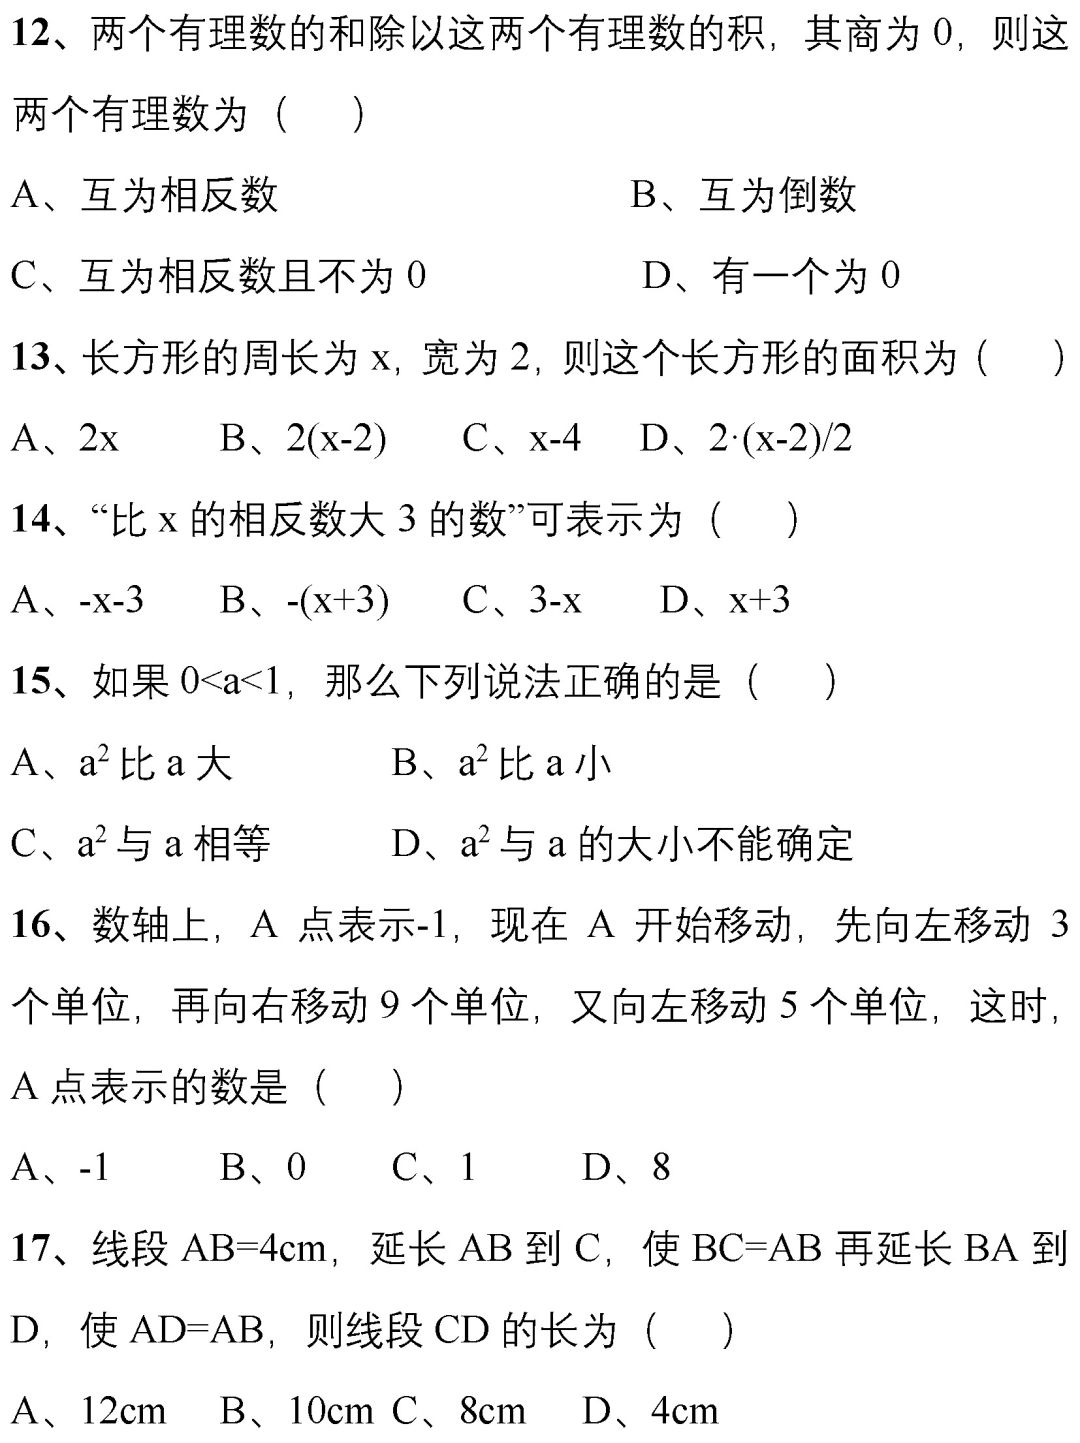 12、两个有理数的和除以这两个有理数的积，其商为 0，则这
两个有理数为（　　）
A、互为相反数　　　　B、互为倒数
C、互为相反数且不为 0　　　　D、有一个为 0
13、长方形的周长为 x，宽为 2，则这个长方形的面积为（　　）
A、2x　　B、2(x-2)　　C、x-4　　D、2·(x-2)/2
14、“比 x 的相反数大 3 的数”可表示为（　　）
A、-x-3　　B、-(x+3)　　C、3-x　　D、x+3
15、如果 0<a<1，那么下列说法正确的是（　　）
A、a² 比 a 大　　　　B、a² 比 a 小
C、a² 与 a 相等　　　　D、a² 与 a 的大小不能确定
16、数轴上，A 点表示-1，现在 A 开始移动，先向左移动 3
个单位，再向右移动 9 个单位，又向左移动 5 个单位，这时，
A 点表示的数是（　　）
A、-1　　B、0　　C、1　　D、8
17、线段 AB=4cm，延长 AB 到 C，使 BC=AB 再延长 BA 到
D，使 AD=AB，则线段 CD 的长为（　　）
A、12cm　　B、10cm　C、8cm　　D、4cm